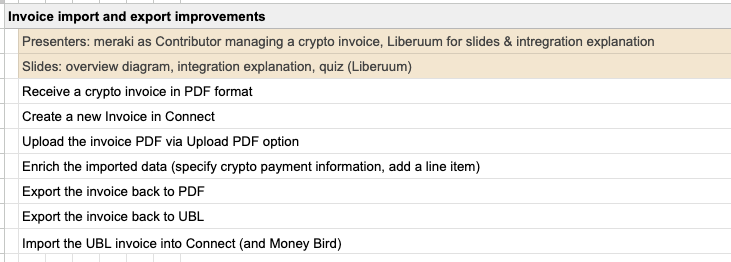 Invoice import and export improvements
Presenters: meraki as Contributor managing a crypto invoice, Liberuum for slides & intregration explanation
Slides: overview diagram, integration explanation, quiz (Liberuum)
Receive a crypto invoice in PDF format
Create a new Invoice in Connect
Upload the invoice PDF via Upload PDF option
Enrich the imported data (specify crypto payment information, add a line item)
Export the invoice back to PDF
Export the invoice back to UBL
Import the UBL invoice into Connect (and Money Bird)